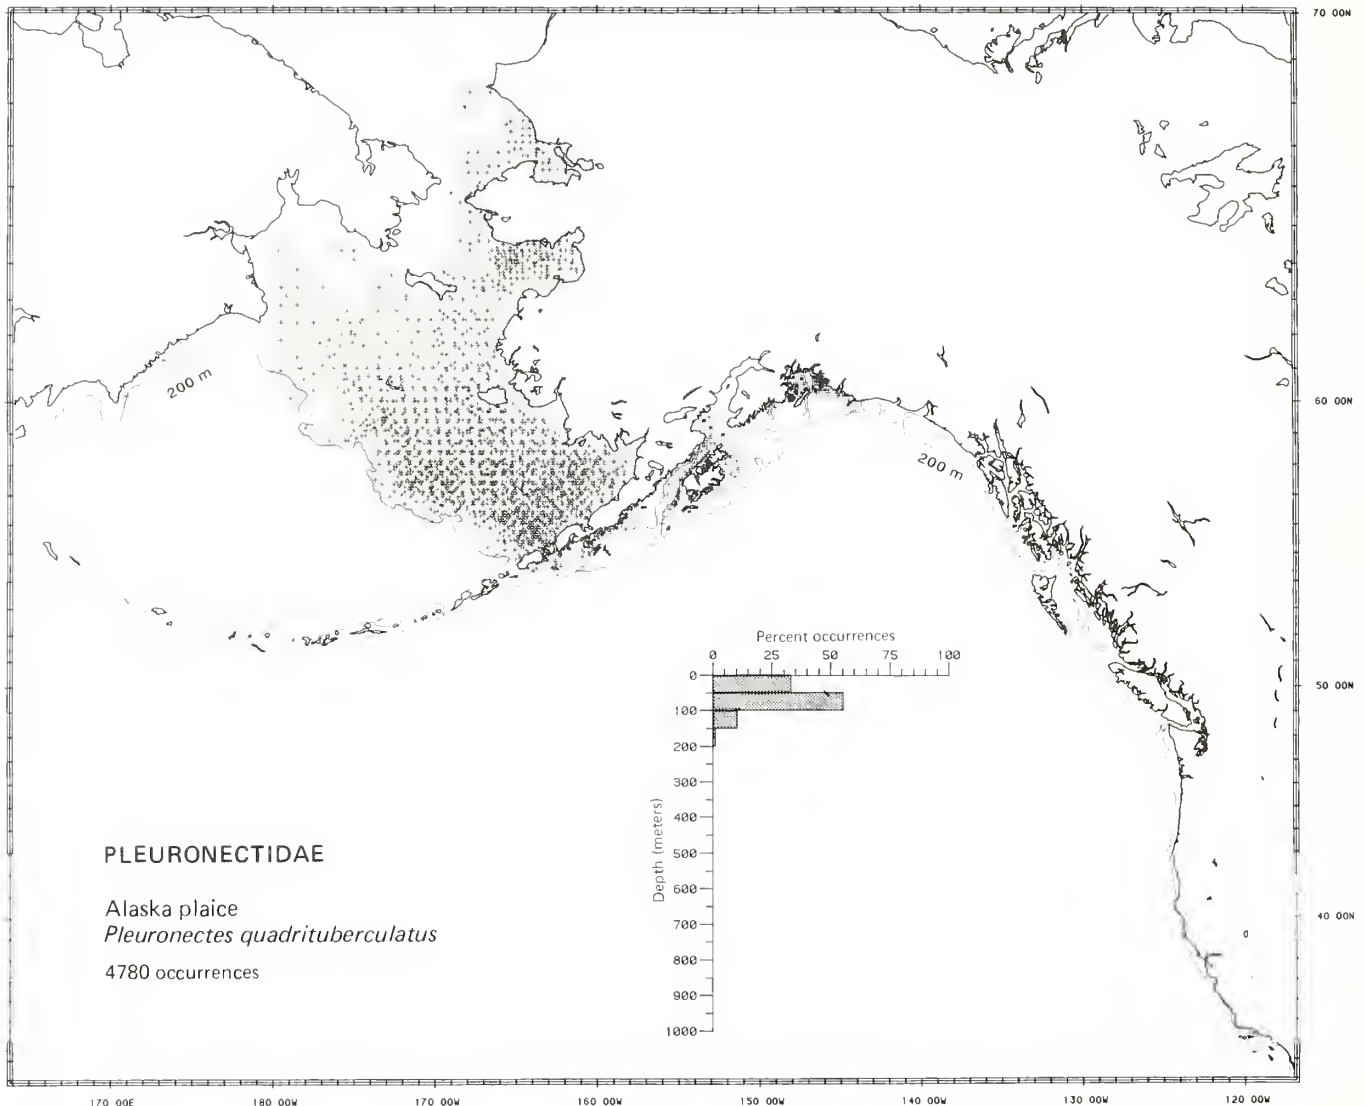 70 00N
200 m
60 00N
200 m
Percent occurrences
0 25 50 75 100
0
50 00N
100
200
300
400
500
600
700
800
900
1000
Depth (meters)
PLEURONECTIDAE
Alaska plaice
Pleuronectes quadrituberculatus
4780 occurrences
40 00N
170 00E 180 00W 170 00W 160 00W 150 00W 140 00W 130 00W 120 00W